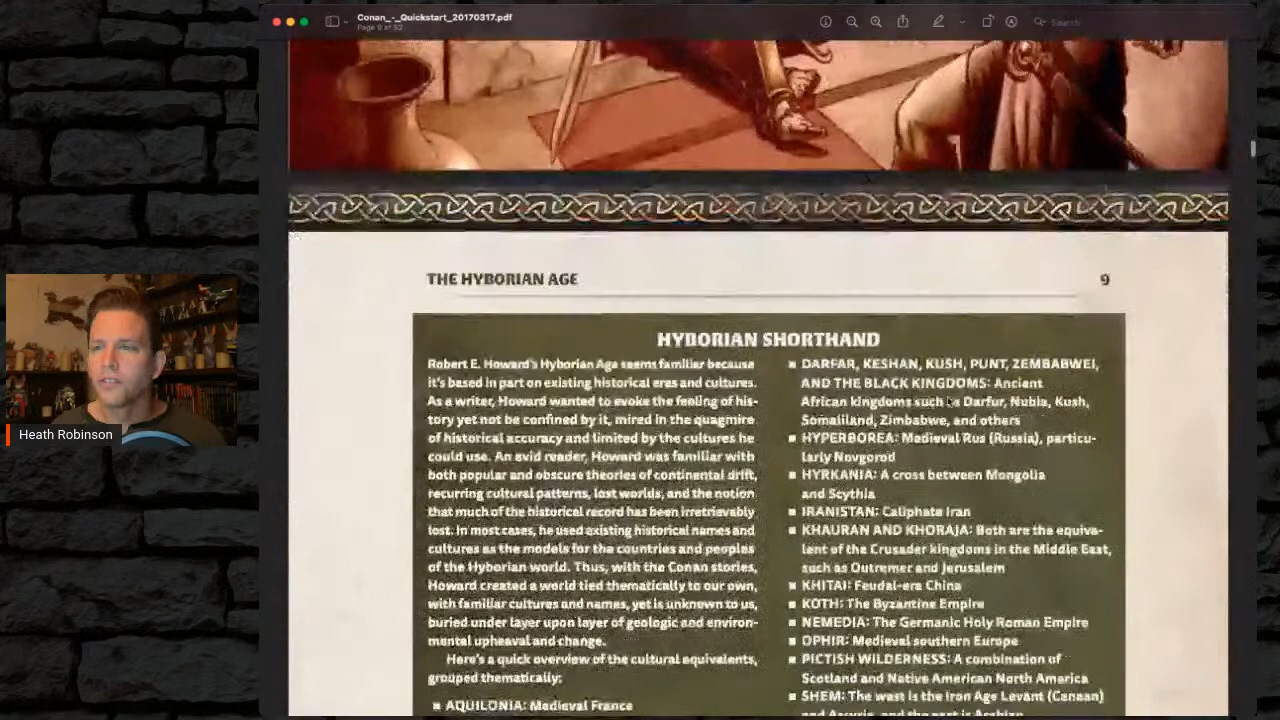 Conan_-_Quickstart_20170317.pdf
Page 9 of 52
Search
THE HYBORIAN AGE
9
HYBORIAN SHORTHAND
Robert E. Howard's Hyborian Age seems familiar because
it's based in part on existing historical eras and cultures.
As a writer, Howard wanted to evoke the feeling of his-
tory yet not be confined by it, mired in the quagmire
of historical accuracy and limited by the cultures he
could use. An avid reader, Howard was familiar with
both popular and obscure theories of continental drift,
recurring cultural patterns, lost worlds, and the notion
that much of the historical record has been irretrievably
lost. In most cases, he used existing historical names and
cultures as the models for the countries and peoples
of the Hyborian world. Thus, with the Conan stories,
Howard created a world tied thematically to our own,
with familiar cultures and names, yet is unknown to us,
buried under layer upon layer of geologic and environ-
mental upheaval and change.
Here's a quick overview of the cultural equivalents,
grouped thematically:
■ AQUILONIA: Medieval France
■ DARFAR, KESHAN, KUSH, PUNT, ZEMBABWEI,
AND THE BLACK KINGDOMS: Ancient
African kingdoms such as Darfur, Nubia, Kush,
Somaliland, Zimbabwe, and others
■ HYPERBOREA: Medieval Rus (Russia), particu-
larly Novgorod
■ HYRKANIA: A cross between Mongolia
and Scythia
■ IRANISTAN: Caliphate Iran
■ KHAURAN AND KHORAJA: Both are the equiva-
lent of the Crusader kingdoms in the Middle East,
such as Outremer and Jerusalem
■ KHITAI: Feudal-era China
■ KOTH: The Byzantine Empire
■ NEMEDIA: The Germanic Holy Roman Empire
■ OPHIR: Medieval southern Europe
■ PICTISH WILDERNESS: A combination of
Scotland and Native American North America
■ SHEM: The west is the Iron Age Levant (Canaan)
and Assyria, and the east is Arabian
Heath Robinson